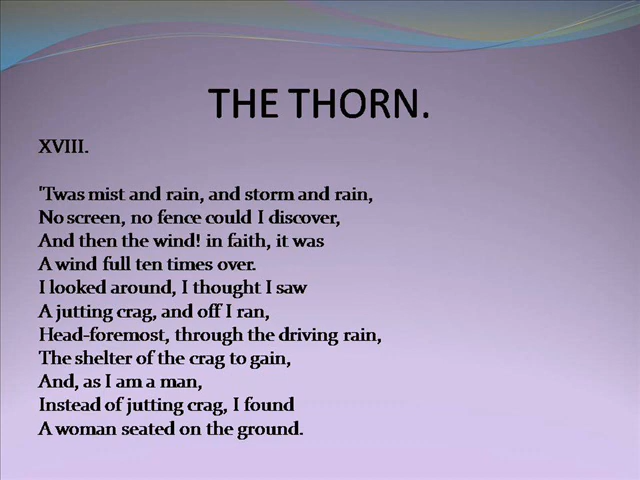 THE THORN.
XVIII.
'Twas mist and rain, and storm and rain,
No screen, no fence could I discover,
And then the wind! in faith, it was
A wind full ten times over.
I looked around, I thought I saw
A jutting crag, and off I ran,
Head-foremost, through the driving rain,
The shelter of the crag to gain,
And, as I am a man,
Instead of jutting crag, I found
A woman seated on the ground.